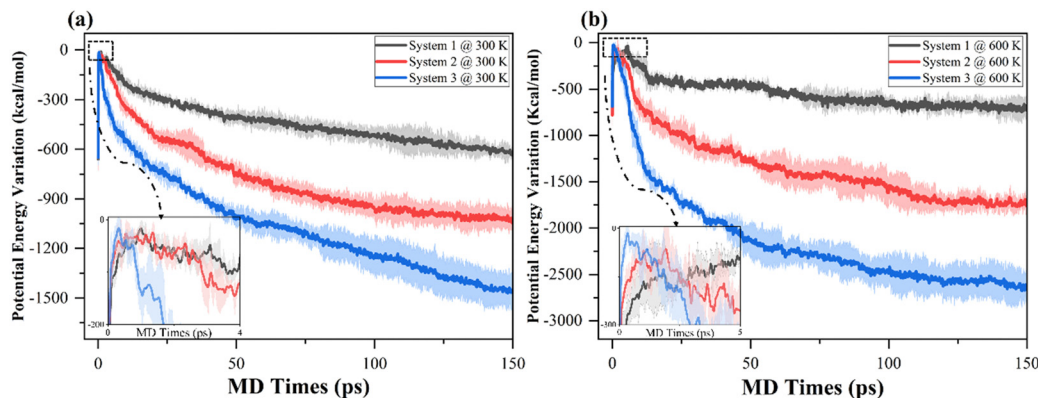 (a)
Potential Energy Variation (kcal/mol)
0
-300
-600
-900
-1200
-1500
System 1 @ 300 K
System 2 @ 300 K
System 3 @ 300 K
0
-200
0
4
MD Times (ps)
0
50
100
150
MD Times (ps)
(b)
Potential Energy Variation (Kcal/mol)
0
-500
-1000
-1500
-2000
-2500
-3000
System 1 @ 600 K
System 2 @ 600 K
System 3 @ 600 K
0
-300
0
5
MD Times (ps)
0
50
100
150
MD Times (ps)